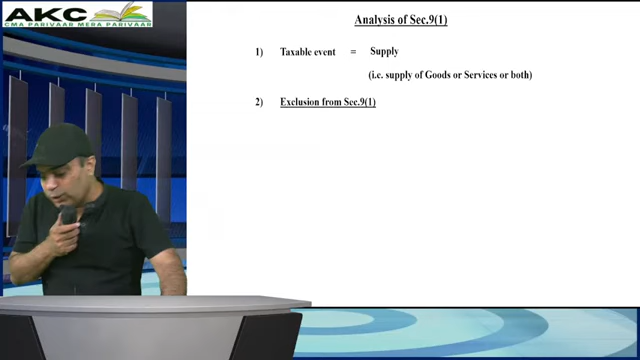 AKC
CMA PARIVAAR MERA PARIVAAR
Analysis of Sec.9(1)
1) Taxable event = Supply
(i.e. supply of Goods or Services or both)
2) Exclusion from Sec.9(1)